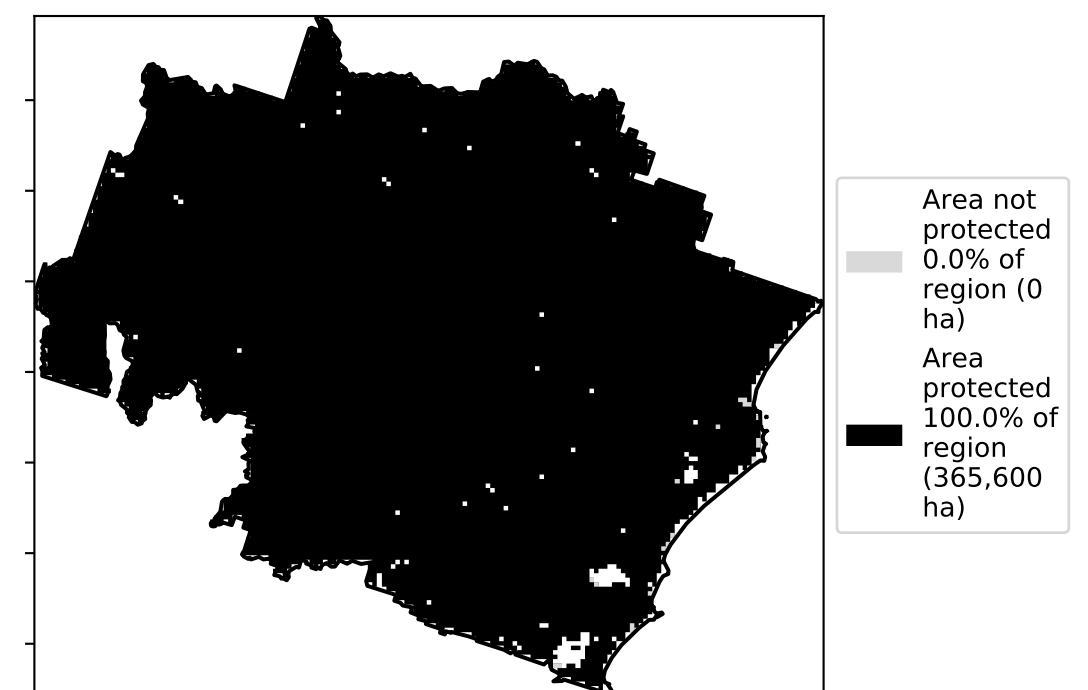 Area not
protected
0.0% of
region (0
ha)
Area
protected
100.0% of
region
(365,600
ha)